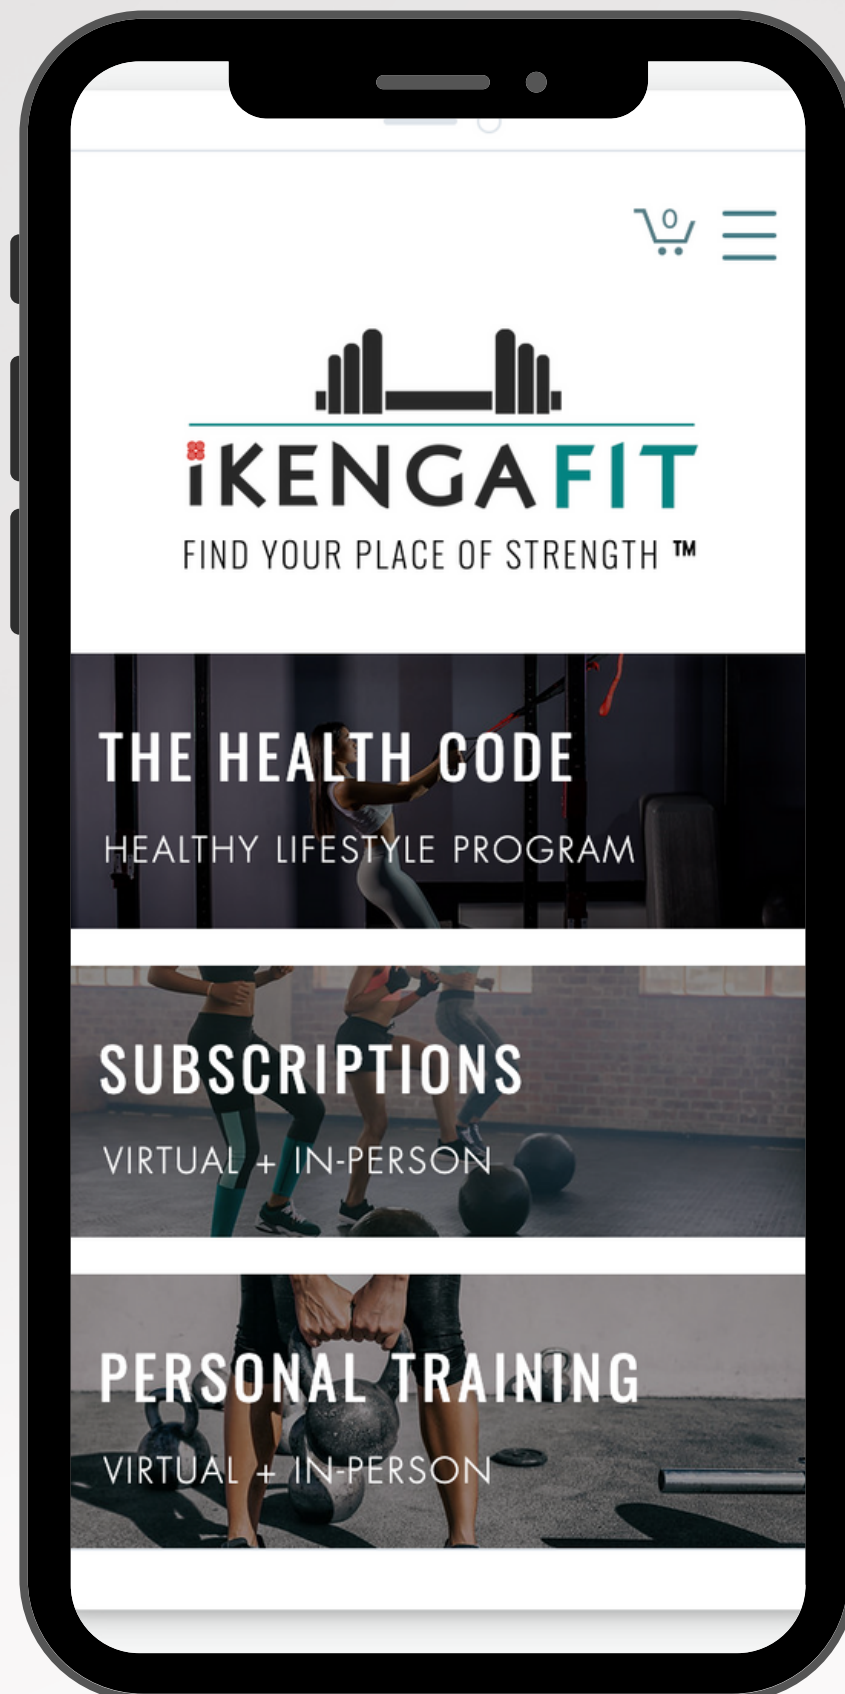 0
iKENGAFIT
FIND YOUR PLACE OF STRENGTH ™
THE HEALTH CODE
HEALTHY LIFESTYLE PROGRAM
SUBSCRIPTIONS
VIRTUAL + IN-PERSON
PERSONAL TRAINING
VIRTUAL + IN-PERSON